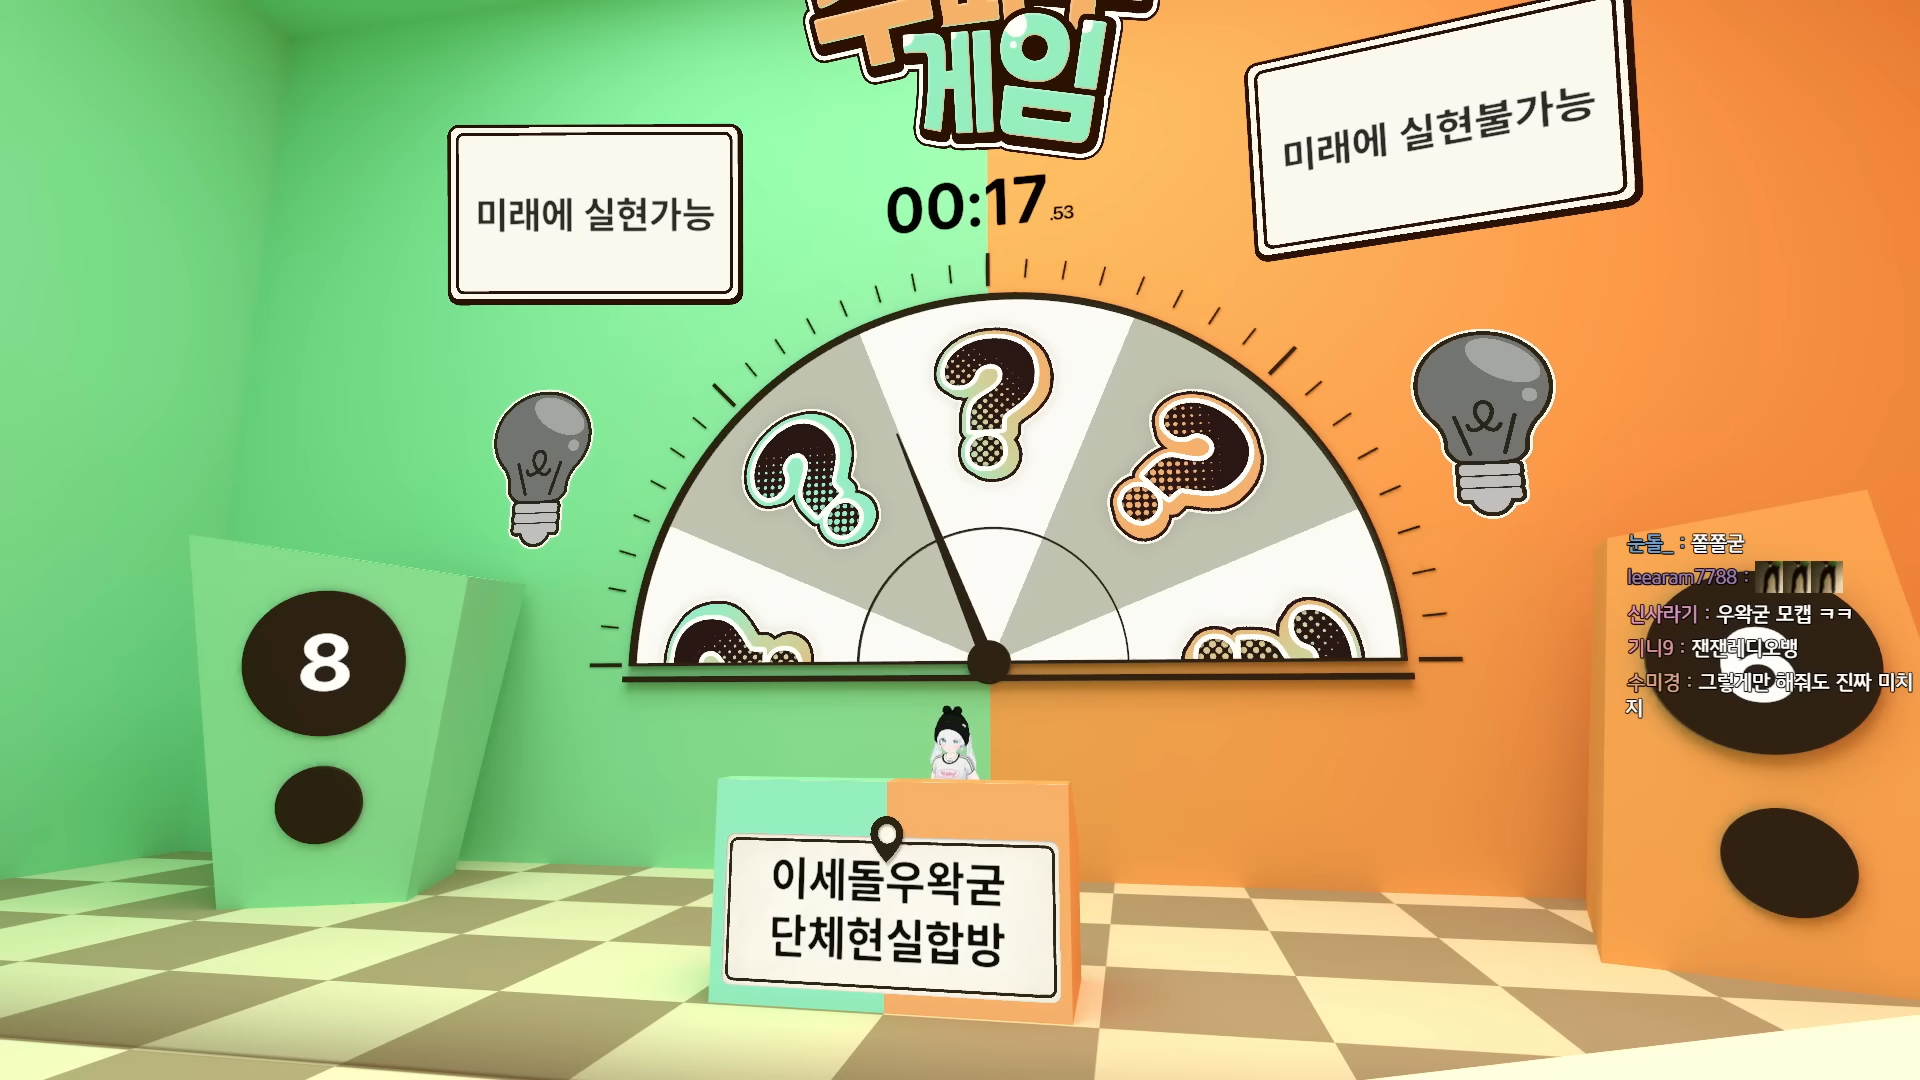 게임
미래에 실현가능
미래에 실현불가능
00:17.53
8
눈돌_ : 쫄쫄굳
leearam7788 :
신사라기 : 우왁굳 모캡 ㅋㅋ
기니9 : 잰잰레디오뱅
수미경 : 그렇게만 해줘도 진짜 미치
지
이세돌우왁굳
단체현실합방